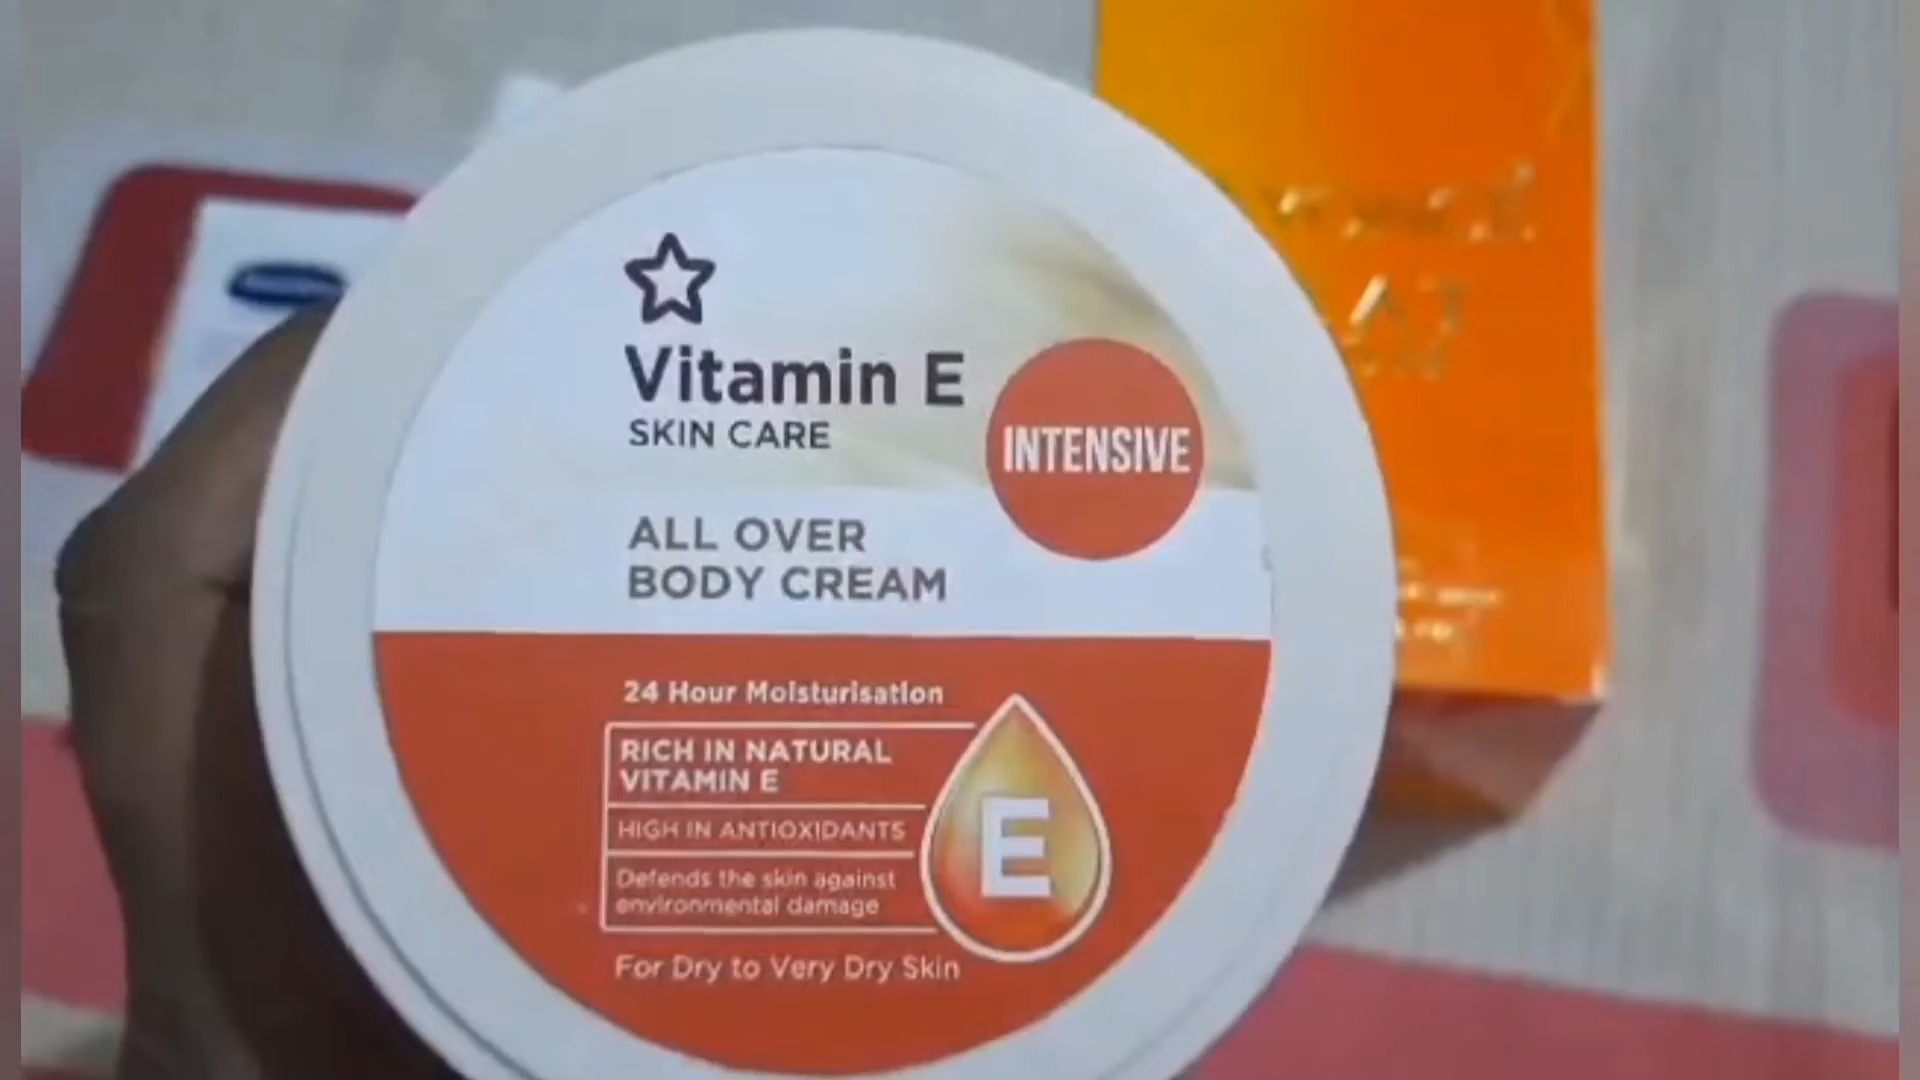 Vitamin E
SKIN CARE
INTENSIVE
ALL OVER
BODY CREAM
24 Hour Moisturisation
RICH IN NATURAL
VITAMIN E
HIGH IN ANTIOXIDANTS
Defends the skin against
environmental damage
E
For Dry to Very Dry Skin